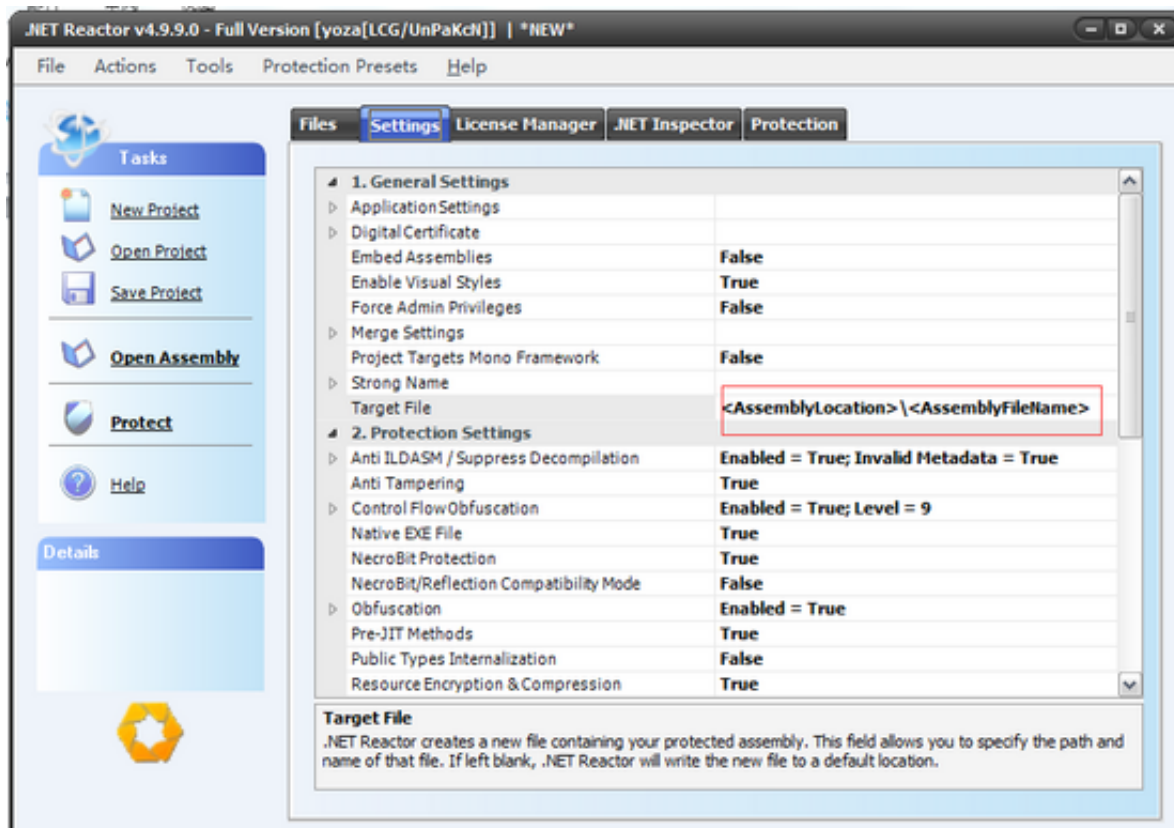 .NET Reactor v4.9.9.0 - Full Version [yoza[LCG/UnPaKcN]] | *NEW*
File Actions Tools Protection Presets Help
Files Settings License Manager .NET Inspector Protection
Tasks
New Project
Open Project
Save Project
Open Assembly
Protect
Help
Details
1. General Settings
Application Settings
Digital Certificate
Embed Assemblies False
Enable Visual Styles True
Force Admin Privileges False
Merge Settings
Project Targets Mono Framework False
Strong Name
Target File <AssemblyLocation>\<AssemblyFileName>
2. Protection Settings
Anti ILDASM / Suppress Decompilation Enabled = True; Invalid Metadata = True
Anti Tampering True
Control Flow Obfuscation Enabled = True; Level = 9
Native EXE File True
NecroBit Protection True
NecroBit/Reflection Compatibility Mode False
Obfuscation Enabled = True
Pre-JIT Methods True
Public Types Internalization False
Resource Encryption & Compression True
Target File
.NET Reactor creates a new file containing your protected assembly. This field allows you to specify the path and
name of that file. If left blank, .NET Reactor will write the new file to a default location.